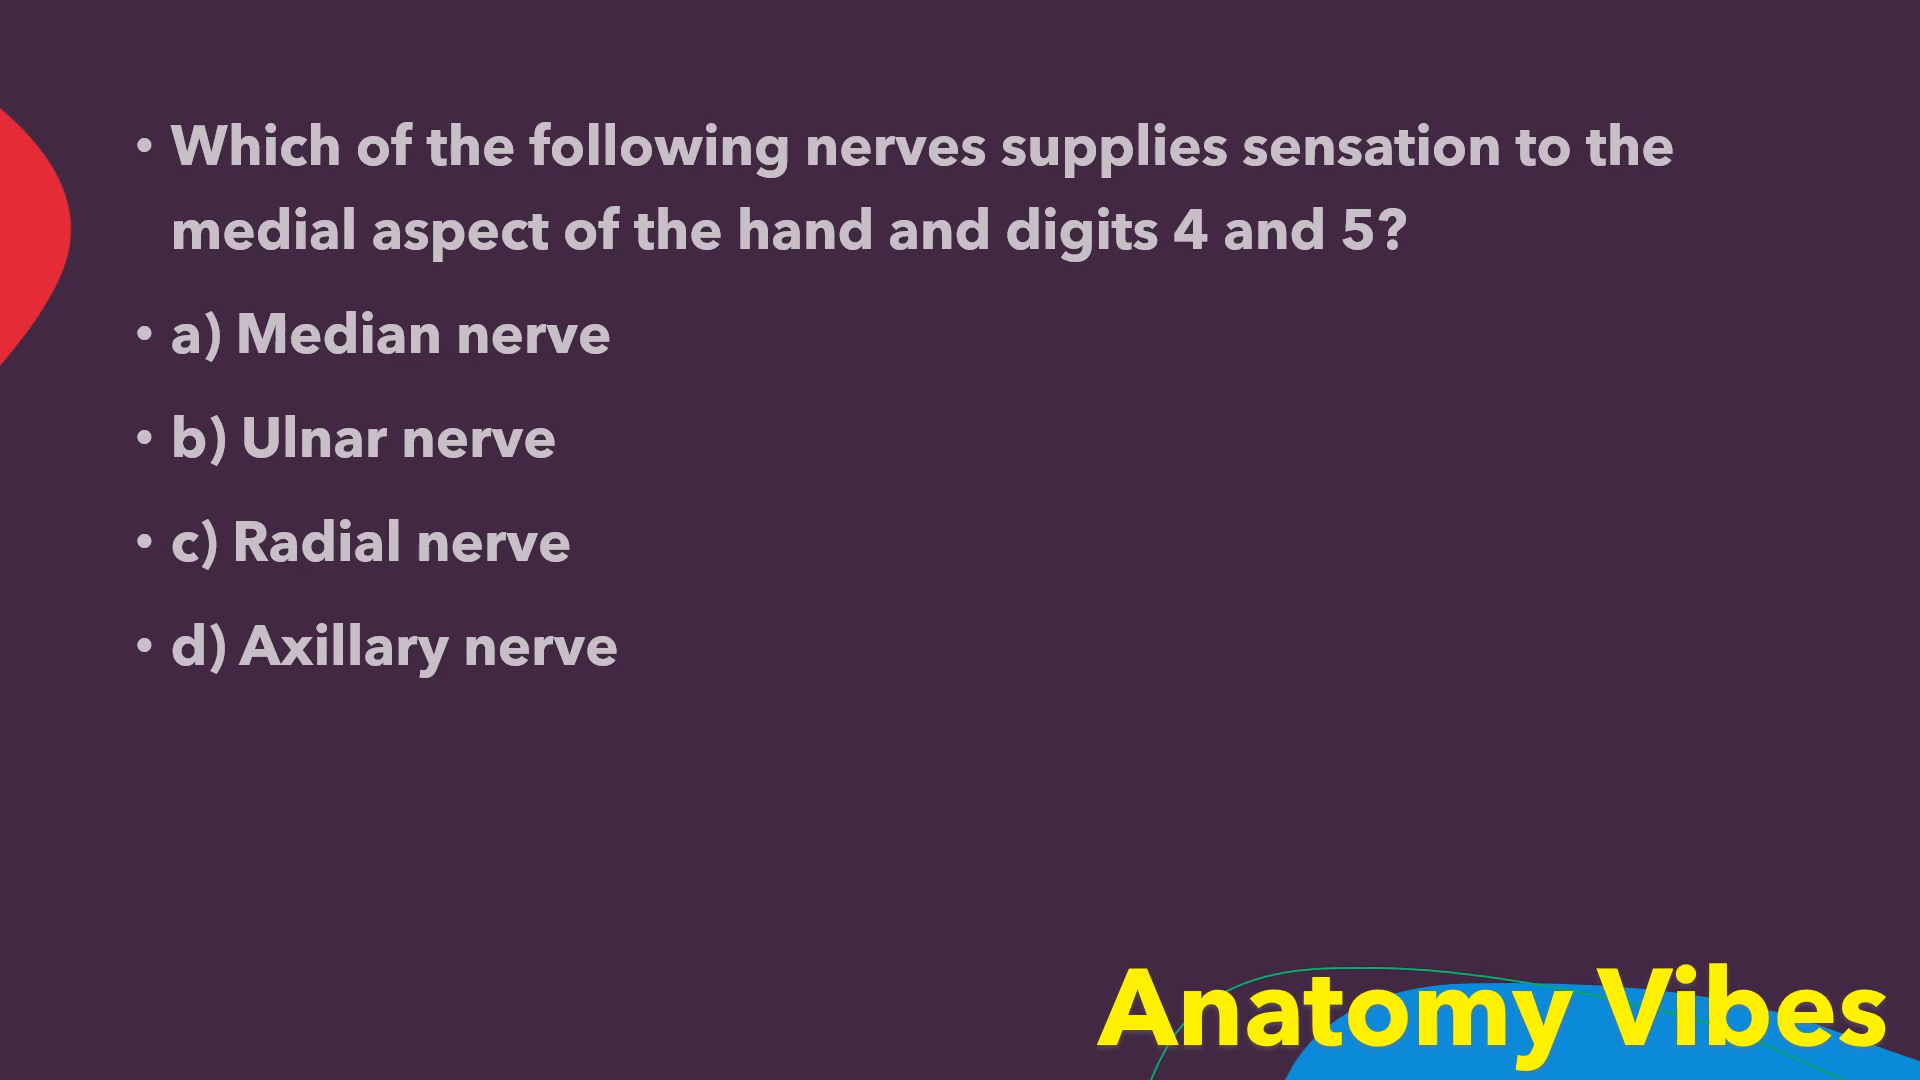 • Which of the following nerves supplies sensation to the
medial aspect of the hand and digits 4 and 5?
• a) Median nerve
• b) Ulnar nerve
• c) Radial nerve
• d) Axillary nerve
Anatomy Vibes